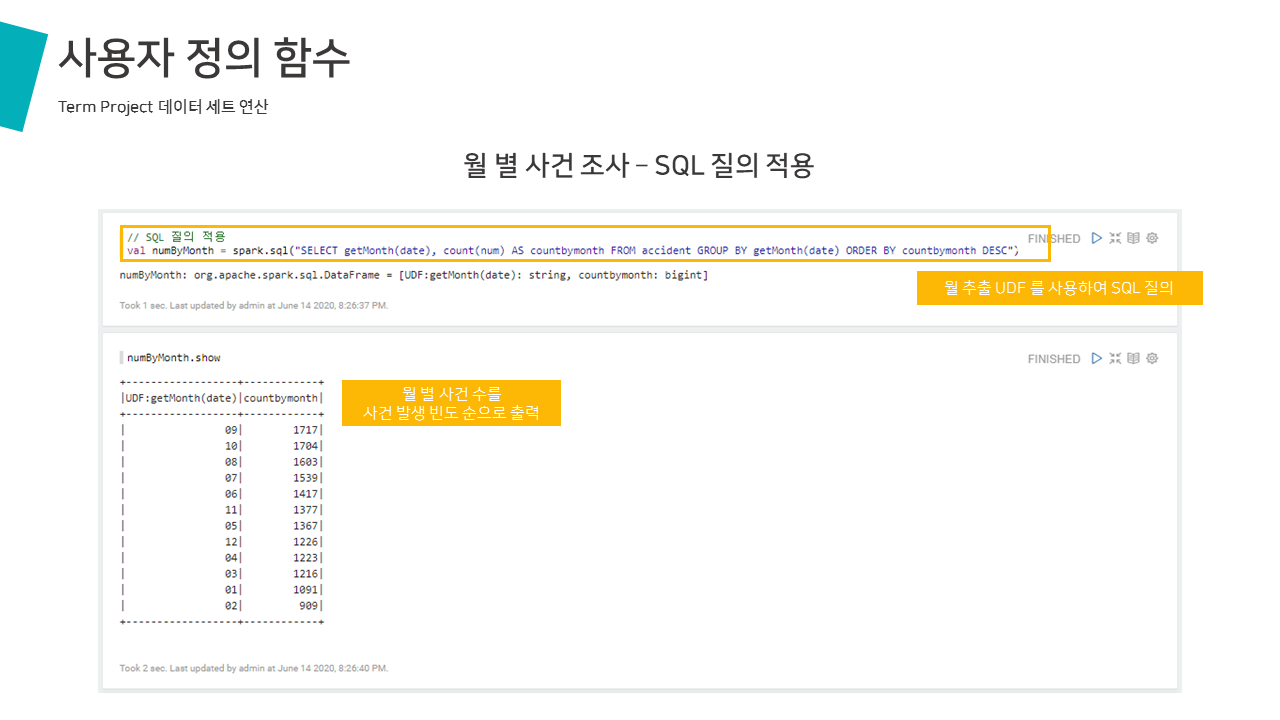 사용자 정의 함수
Term Project 데이터 세트 연산
월 별 사건 조사 – SQL 질의 적용
// SQL 질의 적용
val numByMonth = spark.sql("SELECT getMonth(date), count(num) AS countbymonth FROM accident GROUP BY getMonth(date) ORDER BY countbymonth DESC")
FINISHED
numByMonth: org.apache.spark.sql.DataFrame = [UDF:getMonth(date): string, countbymonth: bigint]
월 추출 UDF 를 사용하여 SQL 질의
Took 1 sec. Last updated by admin at June 14 2020, 8:26:37 PM.
numByMonth.show
FINISHED
+------------------+------------+
|UDF:getMonth(date)|countbymonth|
+------------------+------------+
|                09|        1717|
|                10|        1704|
|                08|        1603|
|                07|        1539|
|                06|        1417|
|                11|        1377|
|                05|        1367|
|                12|        1226|
|                04|        1223|
|                03|        1216|
|                01|        1091|
|                02|         909|
+------------------+------------+
월 별 사건 수를
사건 발생 빈도 순으로 출력
Took 2 sec. Last updated by admin at June 14 2020, 8:26:40 PM.